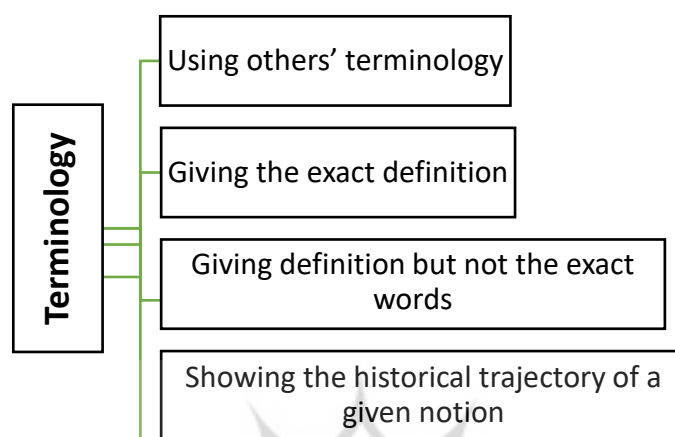 Terminology
Using others’ terminology
Giving the exact definition
Giving definition but not the exact
words
Showing the historical trajectory of a
given notion